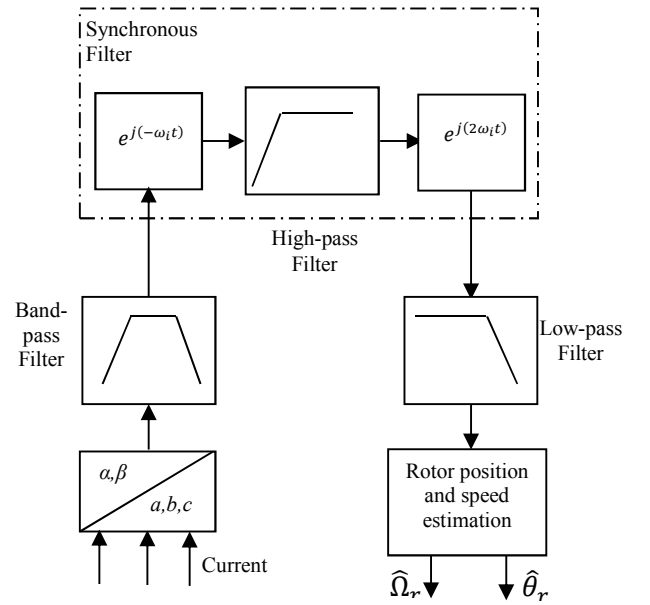 Synchronous
Filter
e^{j(-ω_i t)}
e^{j(2ω_i t)}
High-pass
Filter
Band-
pass
Filter
Low-pass
Filter
α,β
a,b,c
Rotor position
and speed
estimation
Current
Ω̂_r
θ̂_r